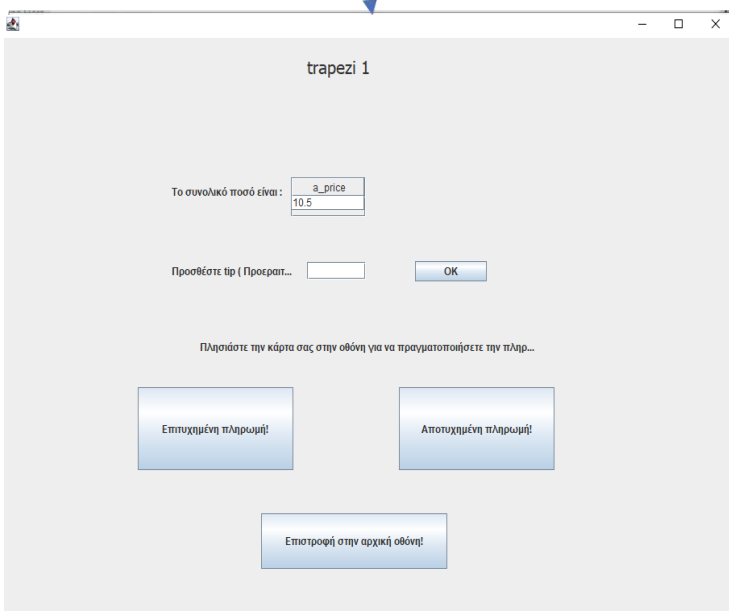 trapezi 1
Το συνολικό ποσό είναι :
a_price
10.5
Προσθέστε tip ( Προεραιτ...
OK
Πλησιάστε την κάρτα σας στην οθόνη για να πραγματοποιήσετε την πληρ...
Επιτυχημένη πληρωμή!
Αποτυχημένη πληρωμή!
Επιστροφή στην αρχική οθόνη!